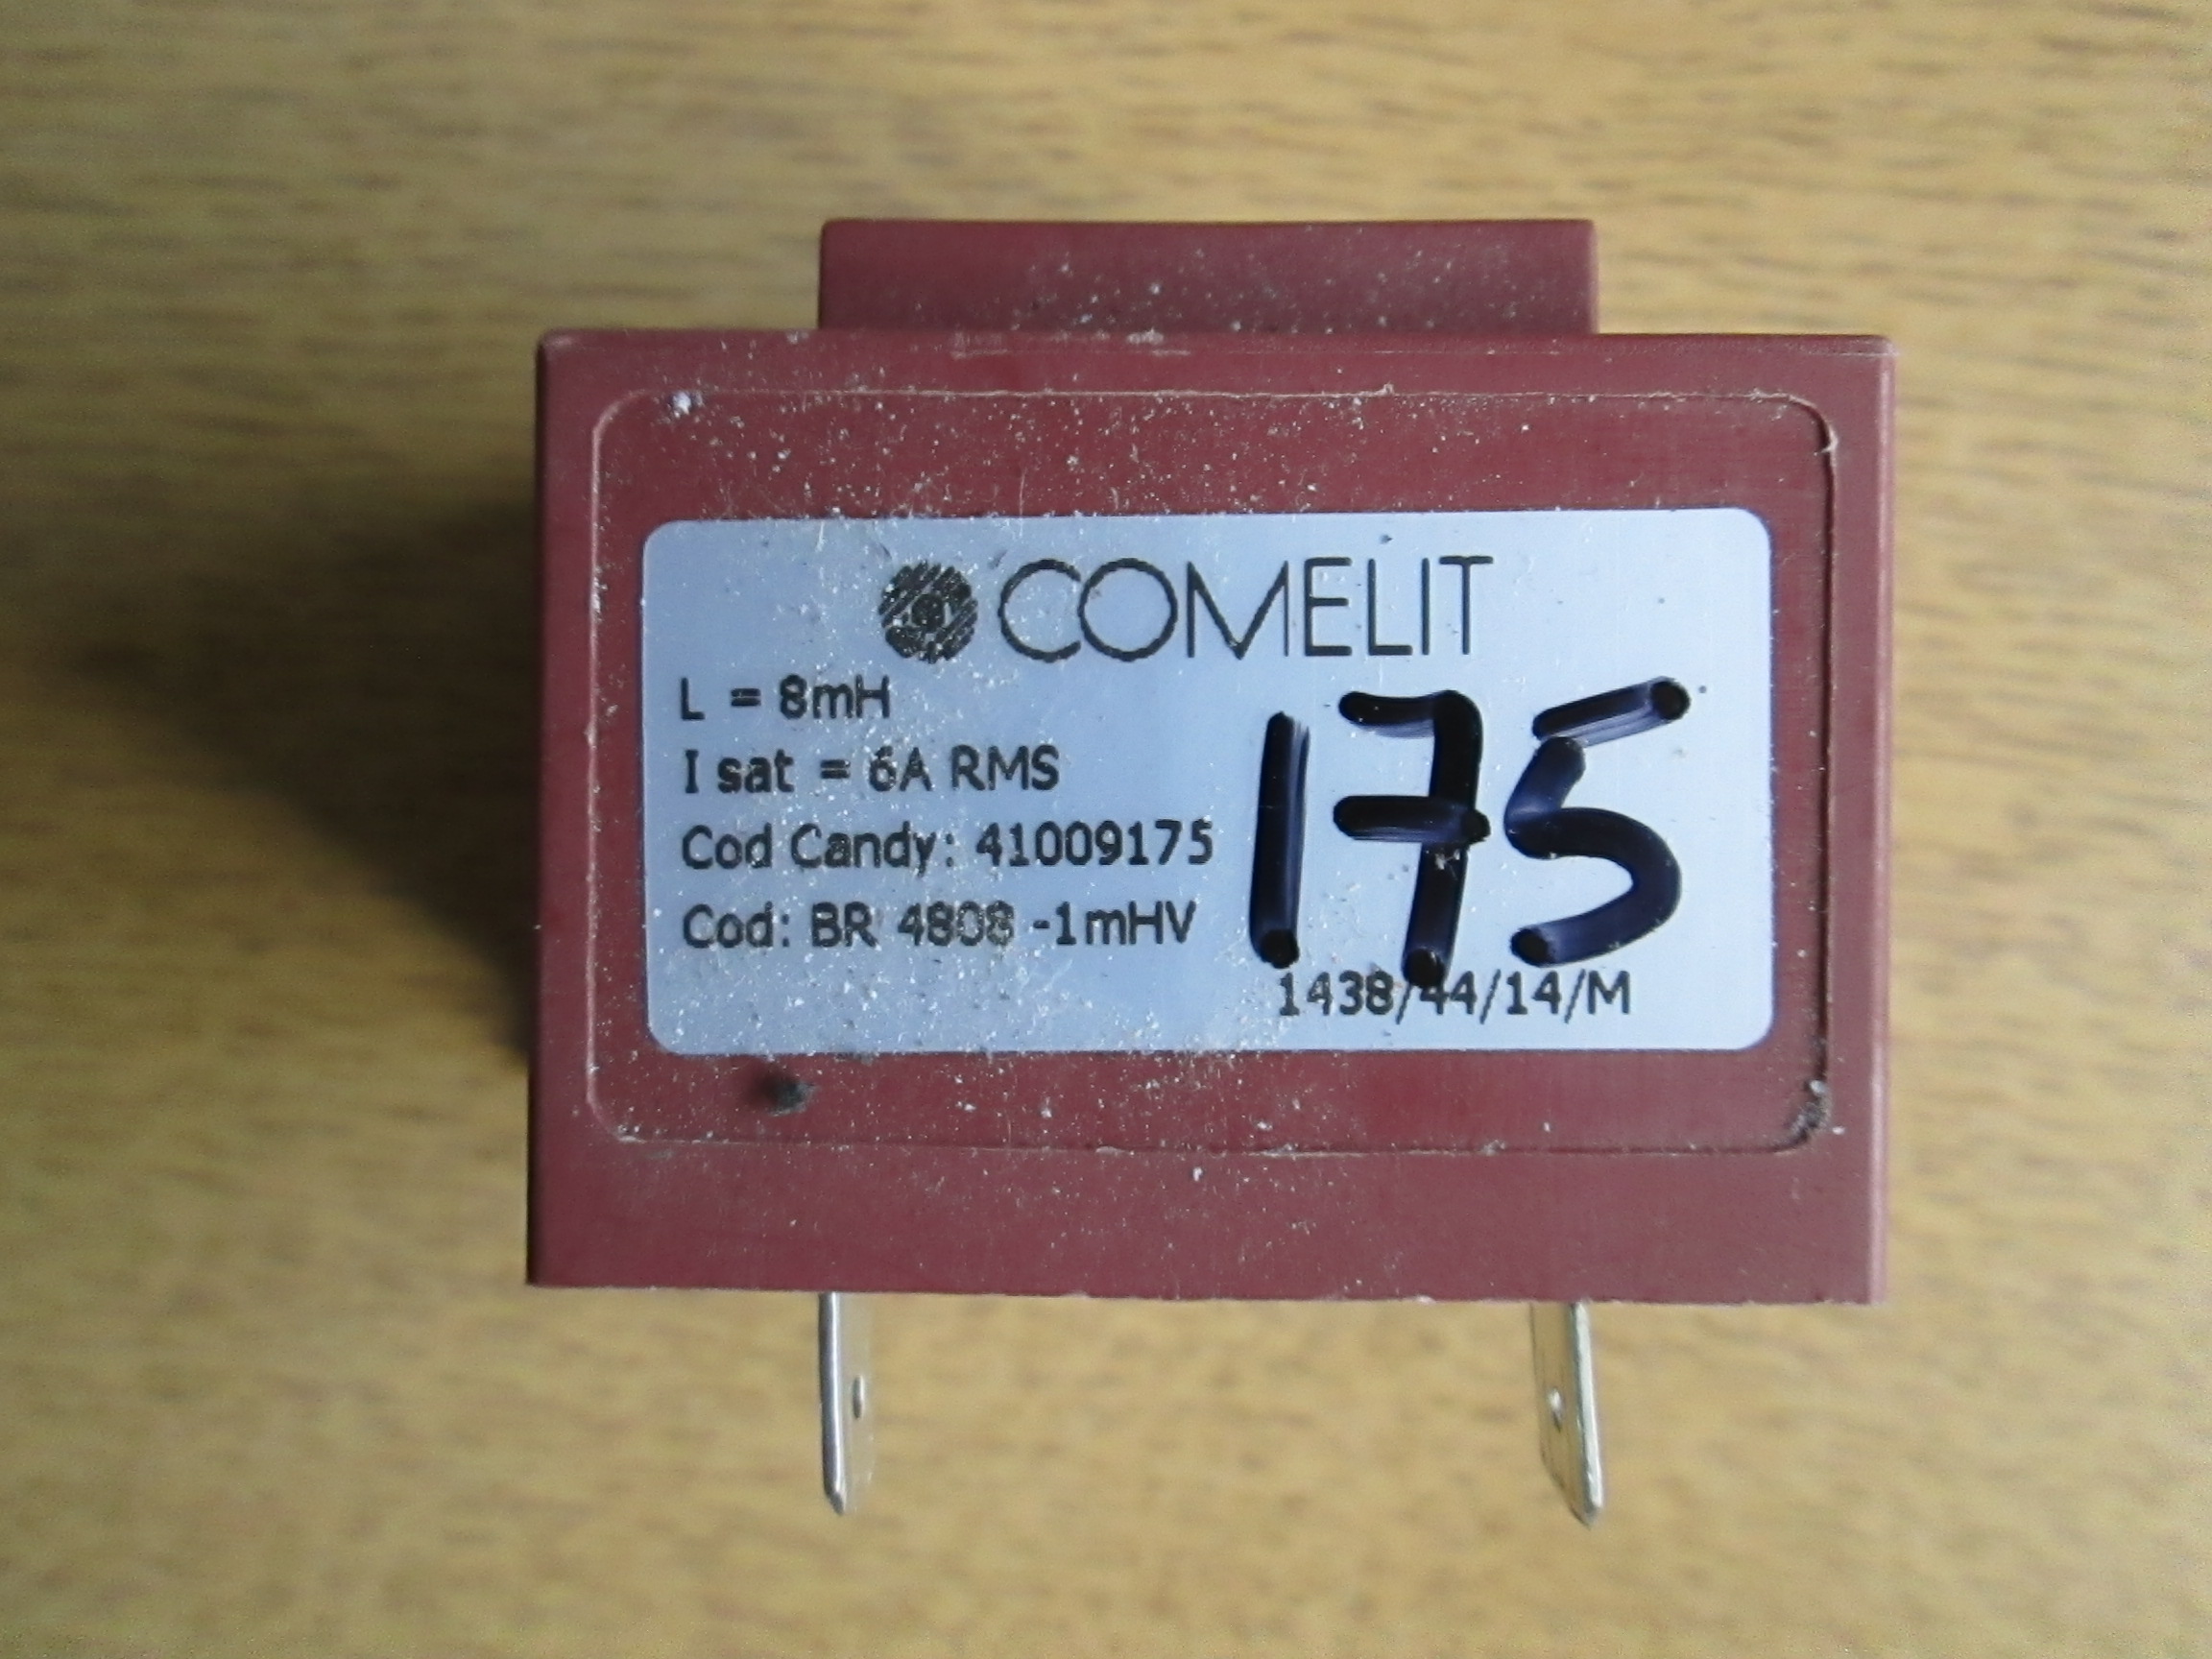 COMELIT
L = 8mH
I sat = 6A RMS
Cod Candy: 41009175
Cod: BR 4808 -1mHV
175
1438/44/14/M